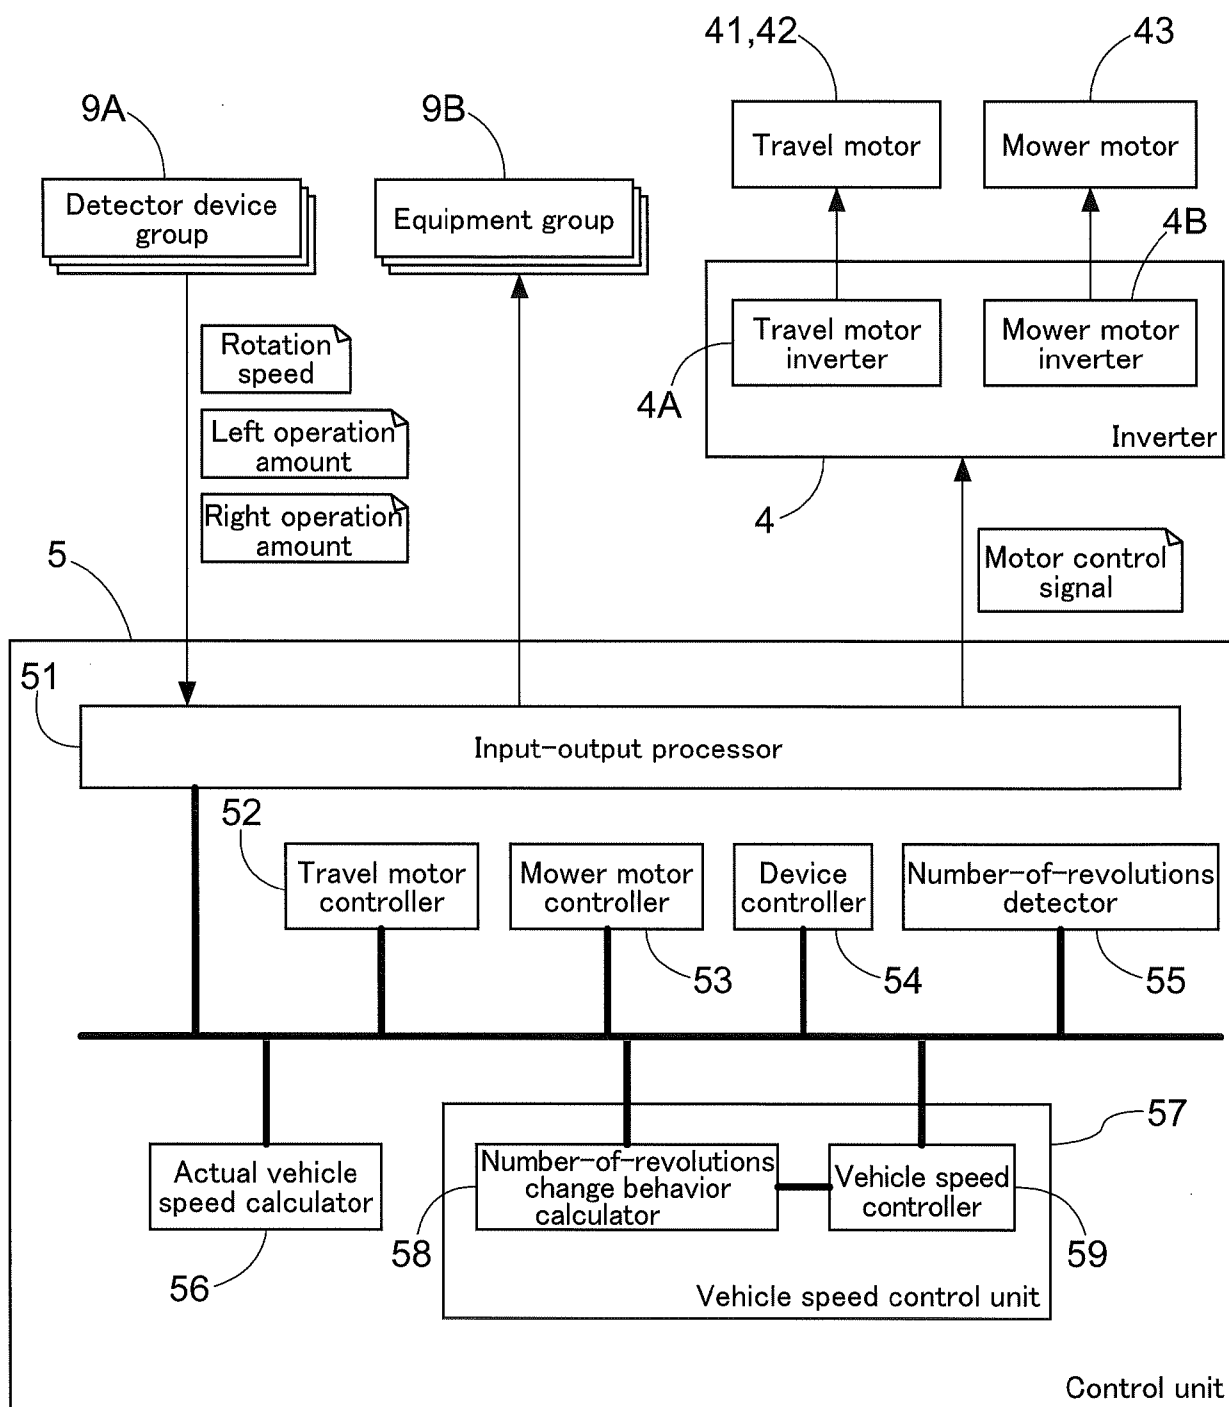 41,42
43
9A
9B
Travel motor
Mower motor
Detector device
group
Equipment group
4B
Rotation
speed
Travel motor
inverter
Mower motor
inverter
4A
Left operation
amount
Inverter
Right operation
amount
4
5
Motor control
signal
51
Input-output processor
52
Travel motor
controller
Mower motor
controller
Device
controller
Number-of-revolutions
detector
53
54
55
57
Actual vehicle
speed calculator
Number-of-revolutions
change behavior
calculator
Vehicle speed
controller
58
59
56
Vehicle speed control unit
Control unit